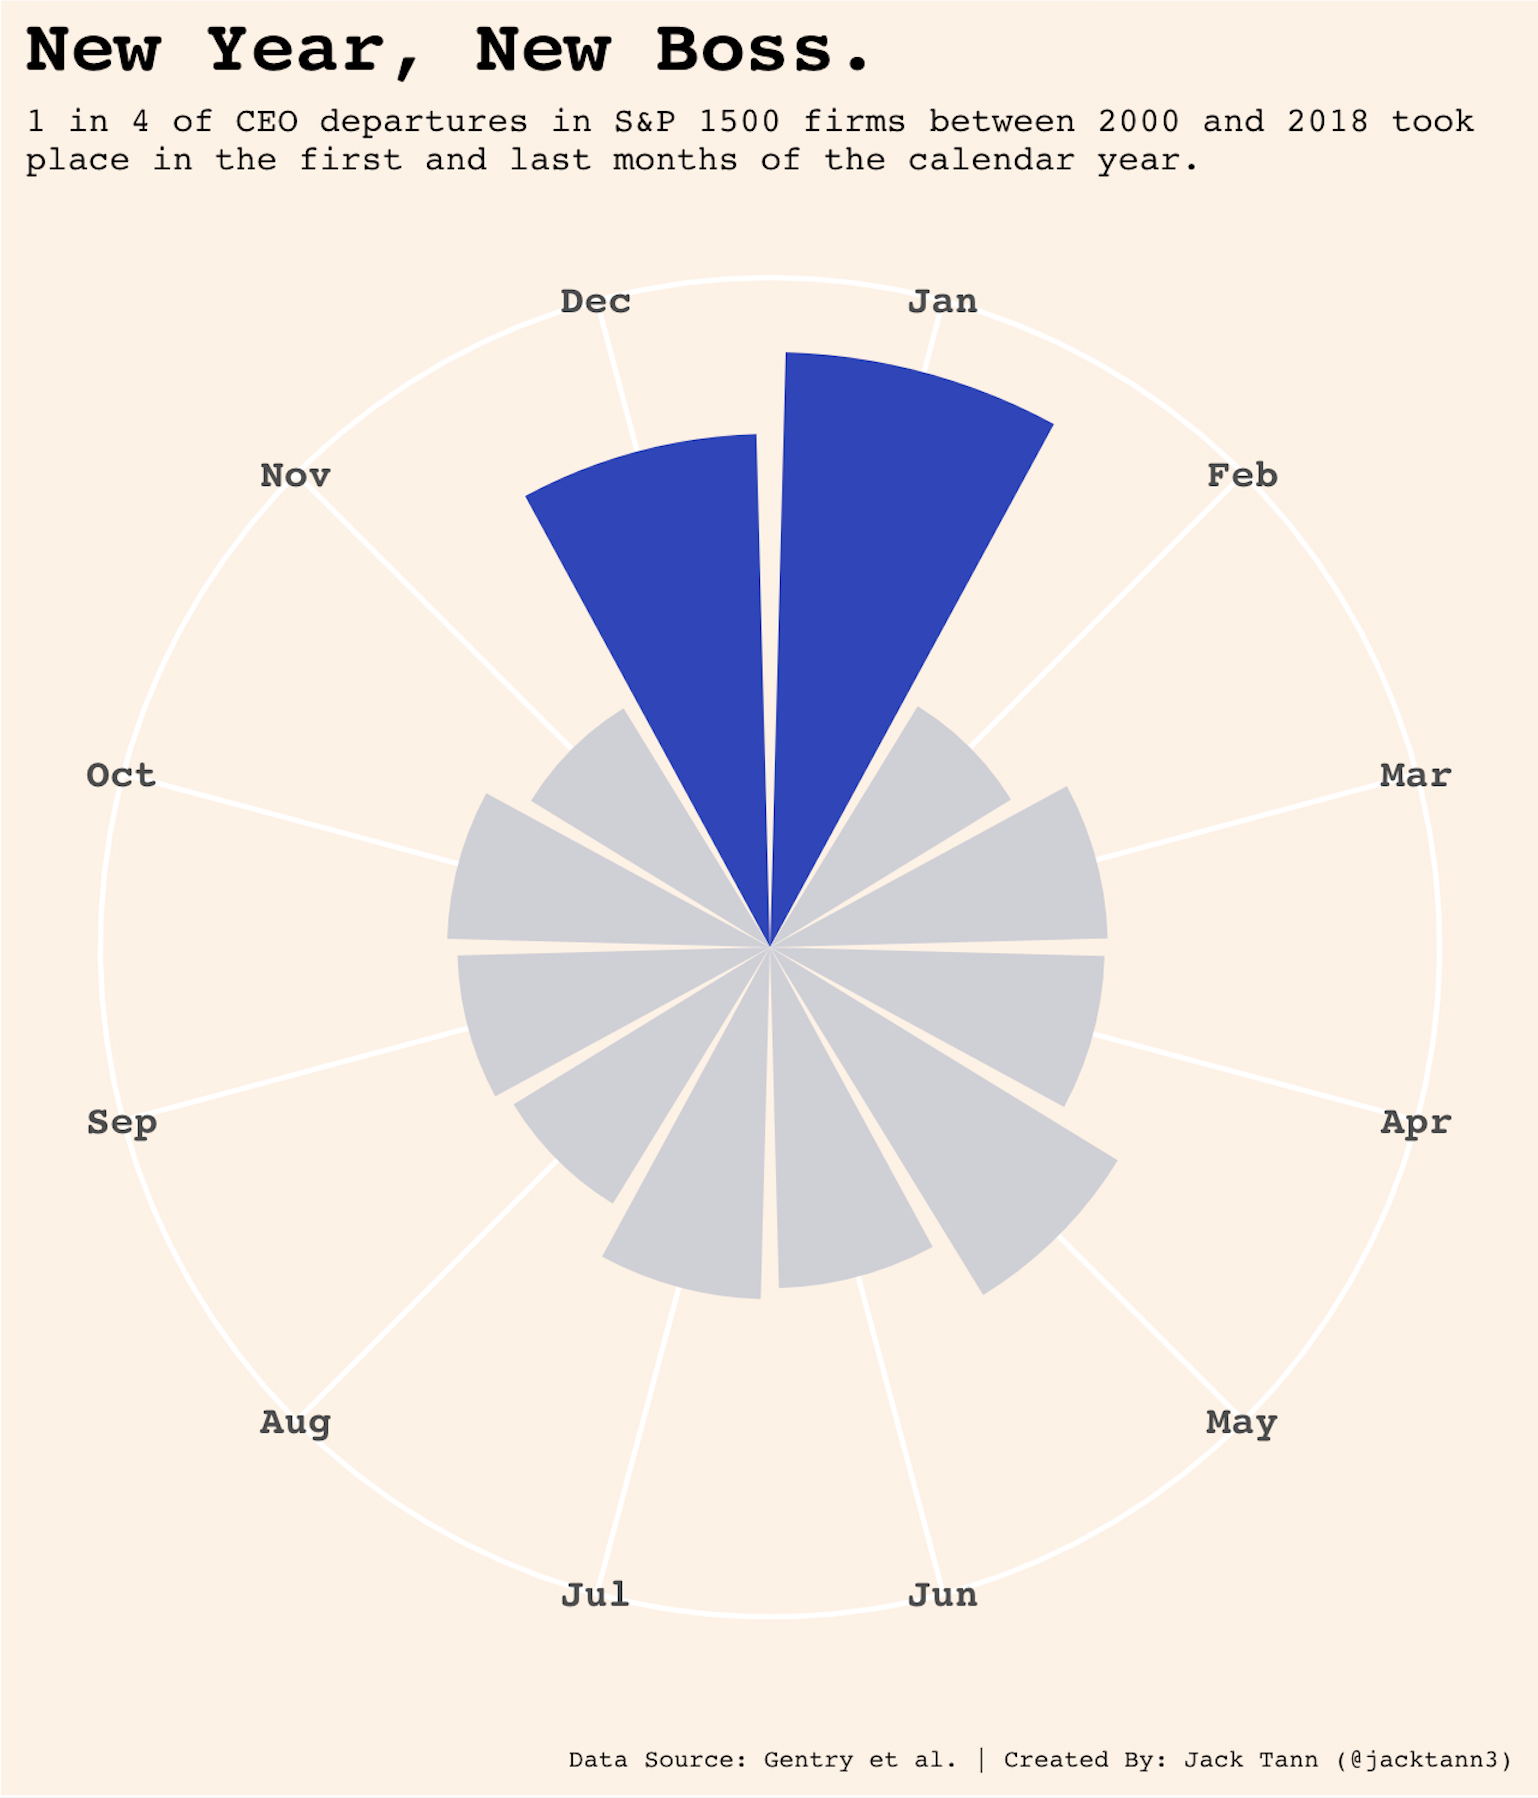 New Year, New Boss.
1 in 4 of CEO departures in S&P 1500 firms between 2000 and 2018 took
place in the first and last months of the calendar year.
Dec
Jan
Nov
Feb
Oct
Mar
Sep
Apr
Aug
May
Jul
Jun
Data Source: Gentry et al. | Created By: Jack Tann (@jacktann3)